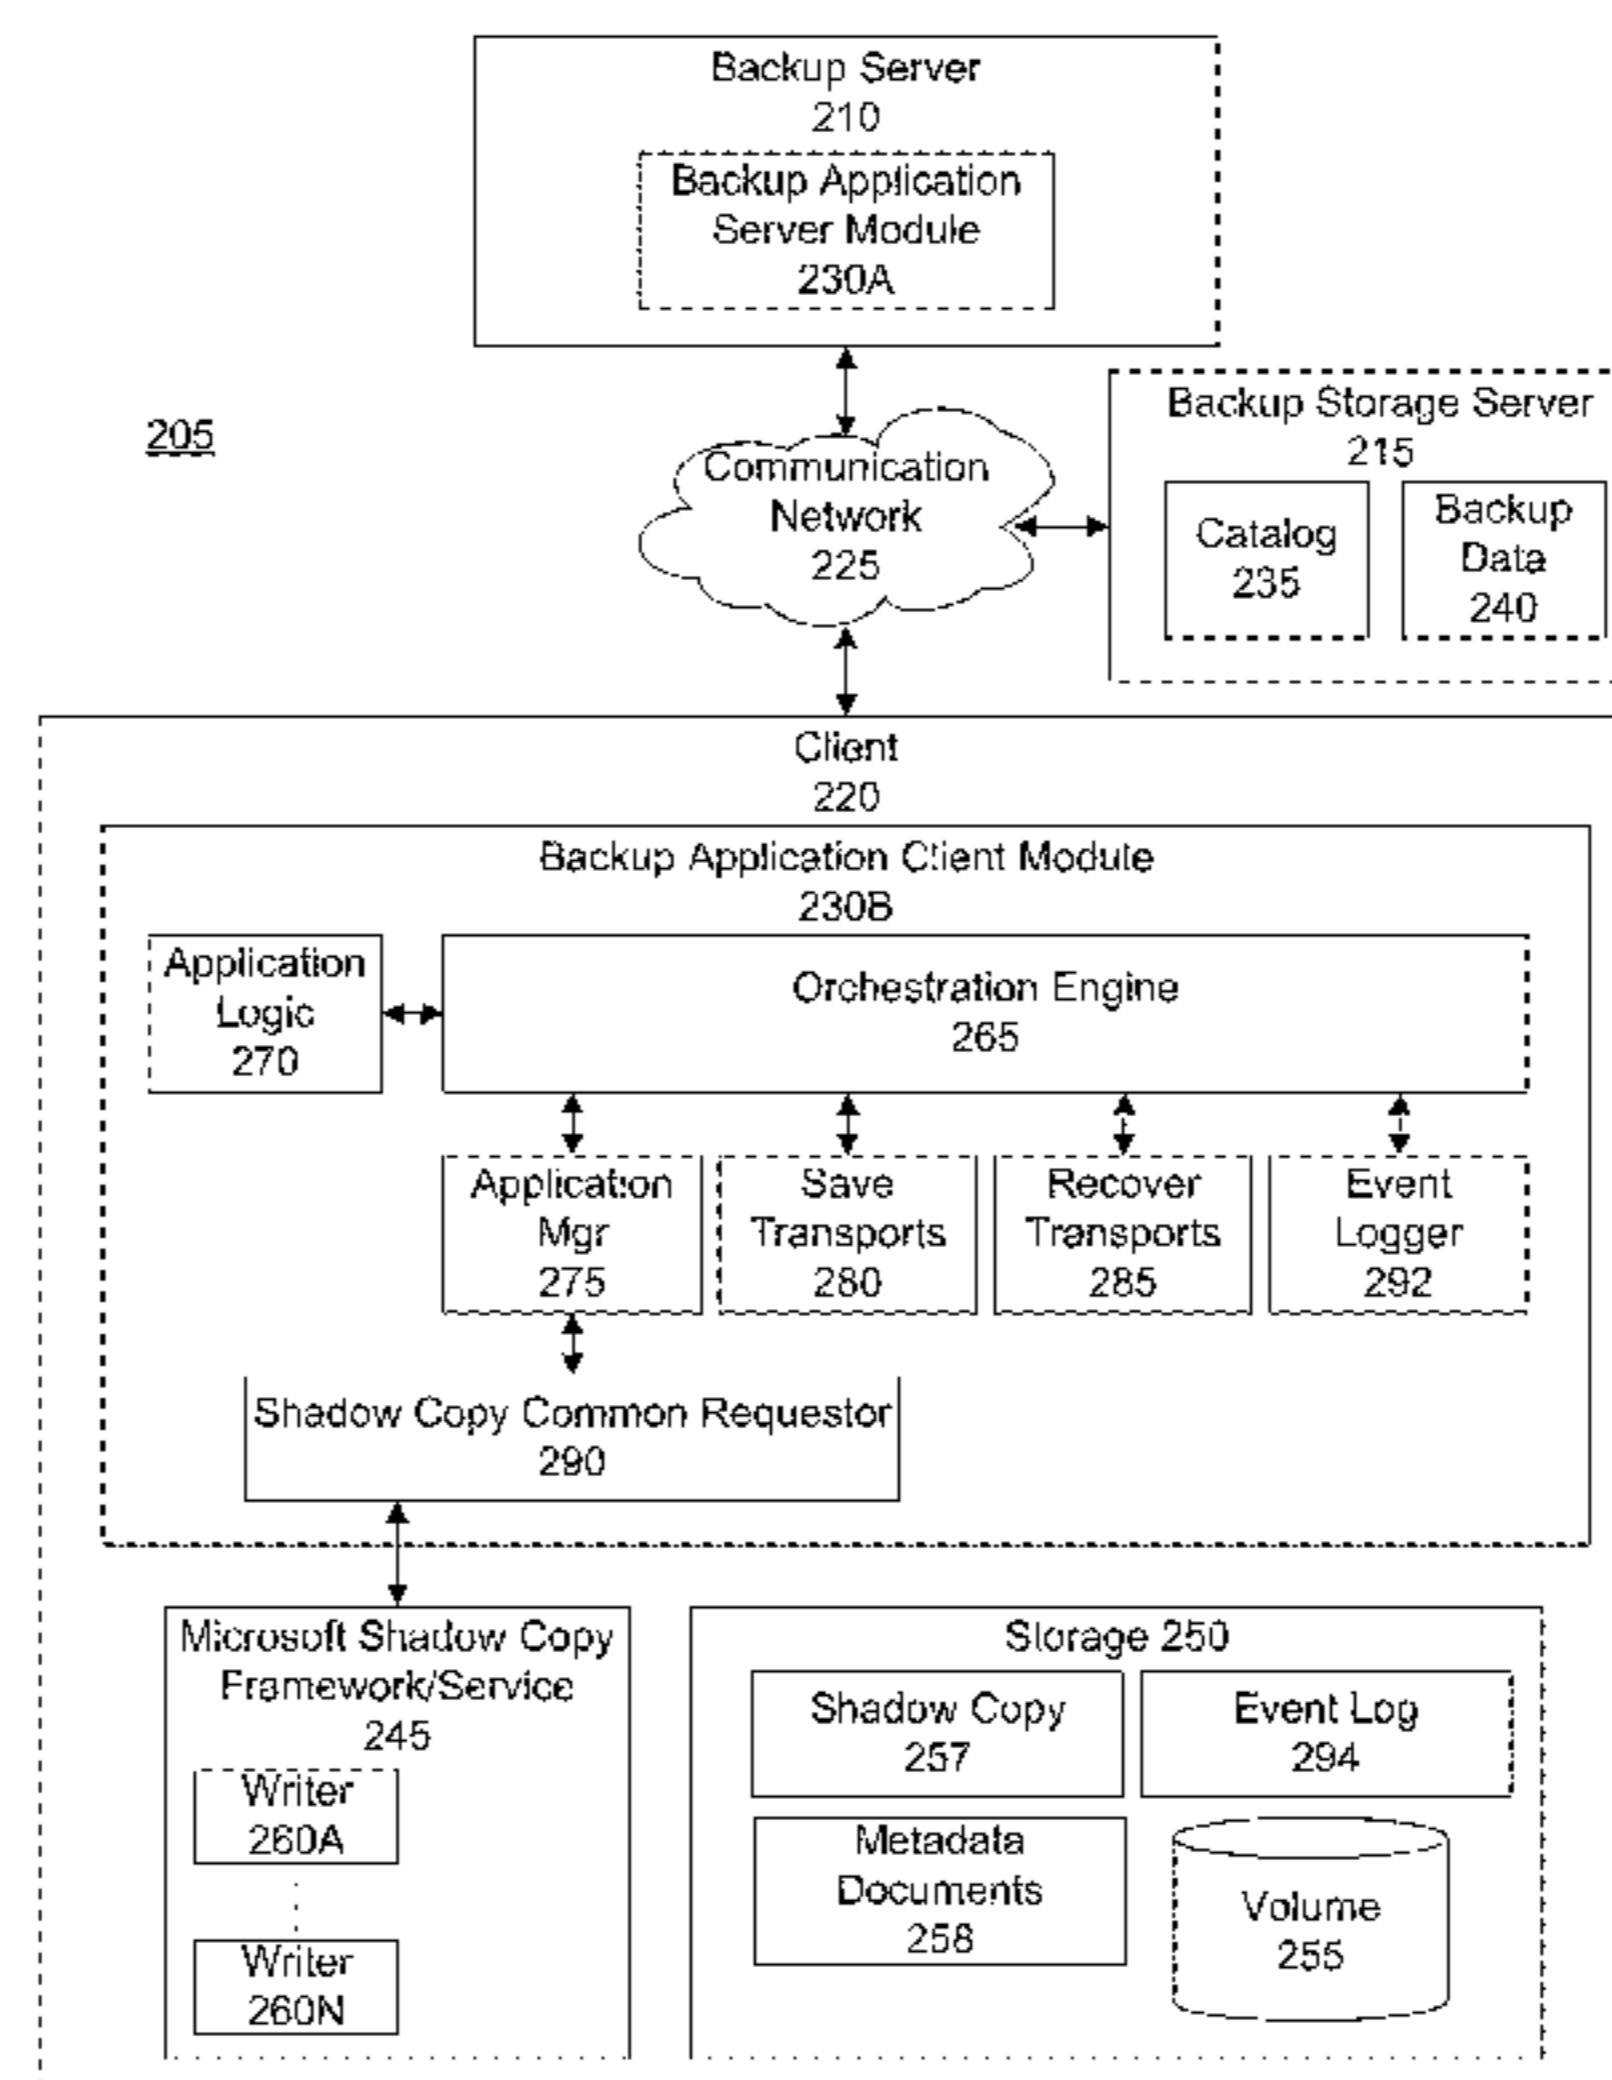 Backup Server
210
Backup Application
Server Module
230A
205
Communication
Network
225
Backup Storage Server
215
Catalog
235
Backup
Data
240
Client
220
Backup Application Client Module
230B
Application
Logic
270
Orchestration Engine
265
Application
Mgr
275
Save
Transports
280
Recover
Transports
285
Event
Logger
292
Shadow Copy Common Requestor
290
Microsoft Shadow Copy
Framework/Service
245
Writer
260A
Writer
260N
Storage 250
Shadow Copy
257
Event Log
294
Metadata
Documents
258
Volume
255